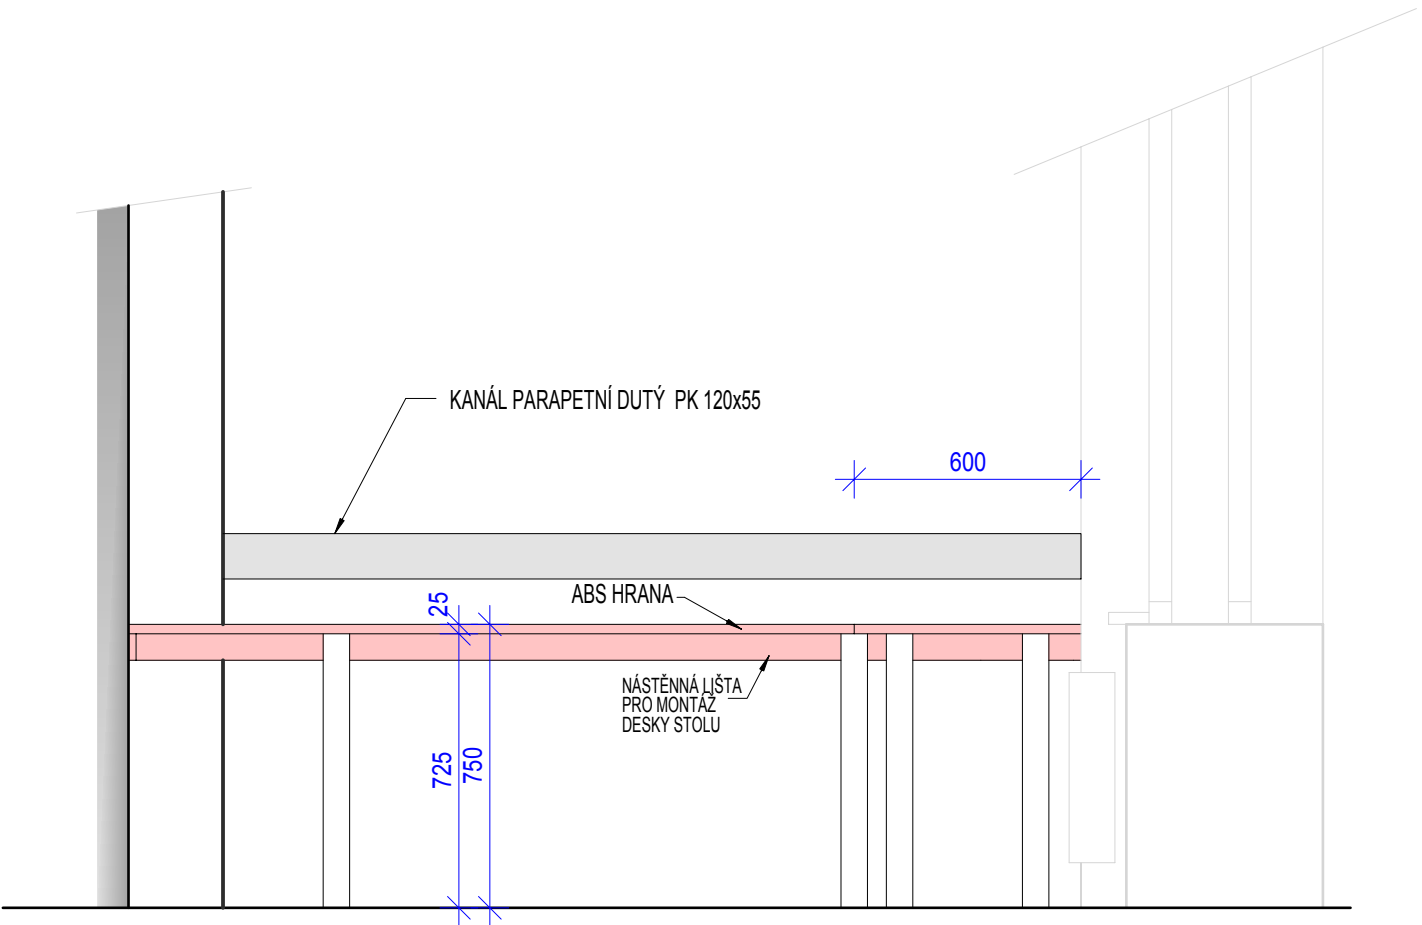 KANÁL PARAPETNÍ DUTÝ PK 120x55
600
25
ABS HRANA
NÁSTĚNNÁ LIŠTA
PRO MONTÁŽ
DESKY STOLU
725
750